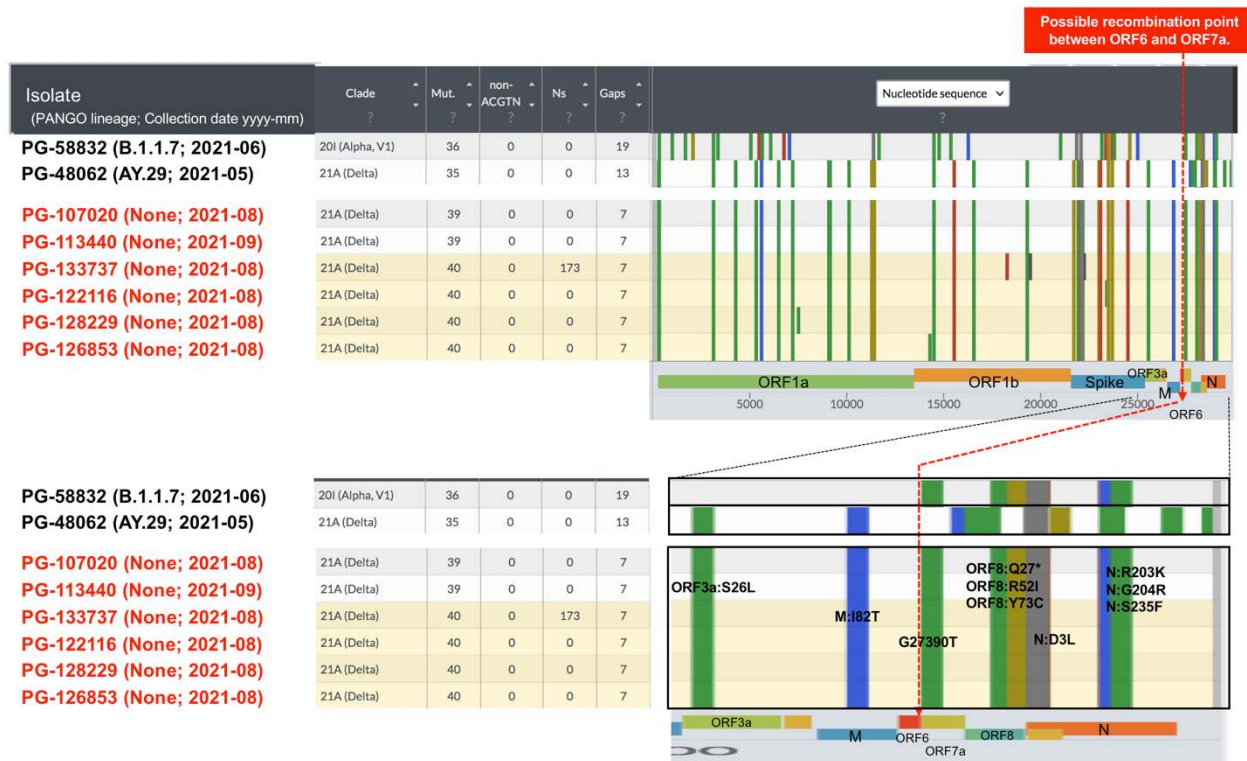 Possible recombination point
between ORF6 and ORF7a.
Isolate
(PANGO lineage; Collection date yyyy-mm)
Clade
Mut.
non-
ACGTN
Ns
Gaps
Nucleotide sequence
? ? ? ? ? ?
PG-58832 (B.1.1.7; 2021-06) 20I (Alpha, V1) 36 0 0 19
PG-48062 (AY.29; 2021-05) 21A (Delta) 35 0 0 13
PG-107020 (None; 2021-08) 21A (Delta) 39 0 0 7
PG-113440 (None; 2021-09) 21A (Delta) 39 0 0 7
PG-133737 (None; 2021-08) 21A (Delta) 40 0 173 7
PG-122116 (None; 2021-08) 21A (Delta) 40 0 0 7
PG-128229 (None; 2021-08) 21A (Delta) 40 0 0 7
PG-126853 (None; 2021-08) 21A (Delta) 40 0 0 7
ORF1a ORF1b Spike ORF3a M N
5000 10000 15000 20000 25000
ORF6
PG-58832 (B.1.1.7; 2021-06) 20I (Alpha, V1) 36 0 0 19
PG-48062 (AY.29; 2021-05) 21A (Delta) 35 0 0 13
PG-107020 (None; 2021-08) 21A (Delta) 39 0 0 7
PG-113440 (None; 2021-09) 21A (Delta) 39 0 0 7
PG-133737 (None; 2021-08) 21A (Delta) 40 0 173 7
PG-122116 (None; 2021-08) 21A (Delta) 40 0 0 7
PG-128229 (None; 2021-08) 21A (Delta) 40 0 0 7
PG-126853 (None; 2021-08) 21A (Delta) 40 0 0 7
ORF3a:S26L
M:I82T
G27390T
ORF8:Q27*
ORF8:R52I
ORF8:Y73C
N:D3L
N:R203K
N:G204R
N:S235F
ORF3a M ORF6 ORF7a ORF8 N